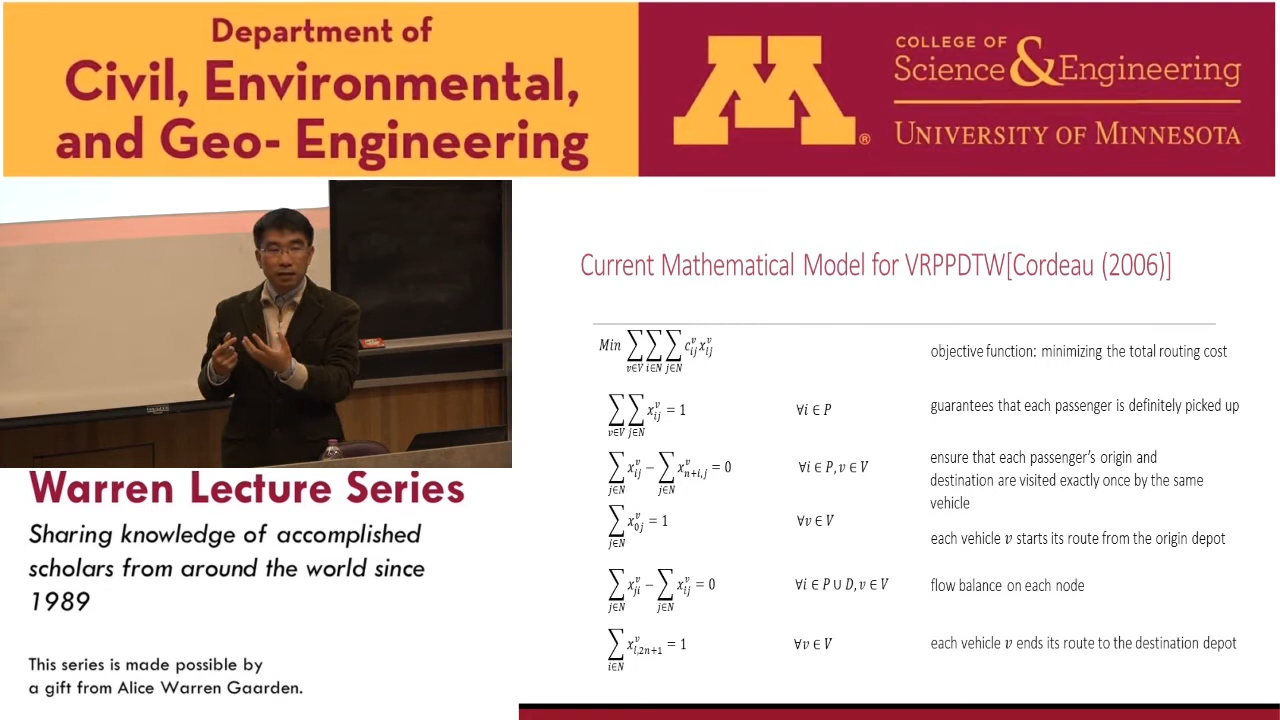 Department of
Civil, Environmental,
and Geo- Engineering
COLLEGE OF
Science & Engineering
UNIVERSITY OF MINNESOTA
M ®
Warren Lecture Series
Sharing knowledge of accomplished
scholars from around the world since
1989
This series is made possible by
a gift from Alice Warren Gaarden.
Current Mathematical Model for VRPPDTW[Cordeau (2006)]
Min ∑_{v∈V} ∑_{i∈N} ∑_{j∈N} c_{ij}^v x_{ij}^v objective function: minimizing the total routing cost
∑_{v∈V} ∑_{j∈N} x_{ij}^v = 1 ∀i ∈ P guarantees that each passenger is definitely picked up
∑_{j∈N} x_{ij}^v − ∑_{j∈N} x_{n+i,j}^v = 0 ∀i ∈ P, v ∈ V ensure that each passenger's origin and
destination are visited exactly once by the same
vehicle
∑_{j∈N} x_{0j}^v = 1 ∀v ∈ V each vehicle v starts its route from the origin depot
∑_{j∈N} x_{ji}^v − ∑_{j∈N} x_{ij}^v = 0 ∀i ∈ P ∪ D, v ∈ V flow balance on each node
∑_{i∈N} x_{i,2n+1}^v = 1 ∀v ∈ V each vehicle v ends its route to the destination depot